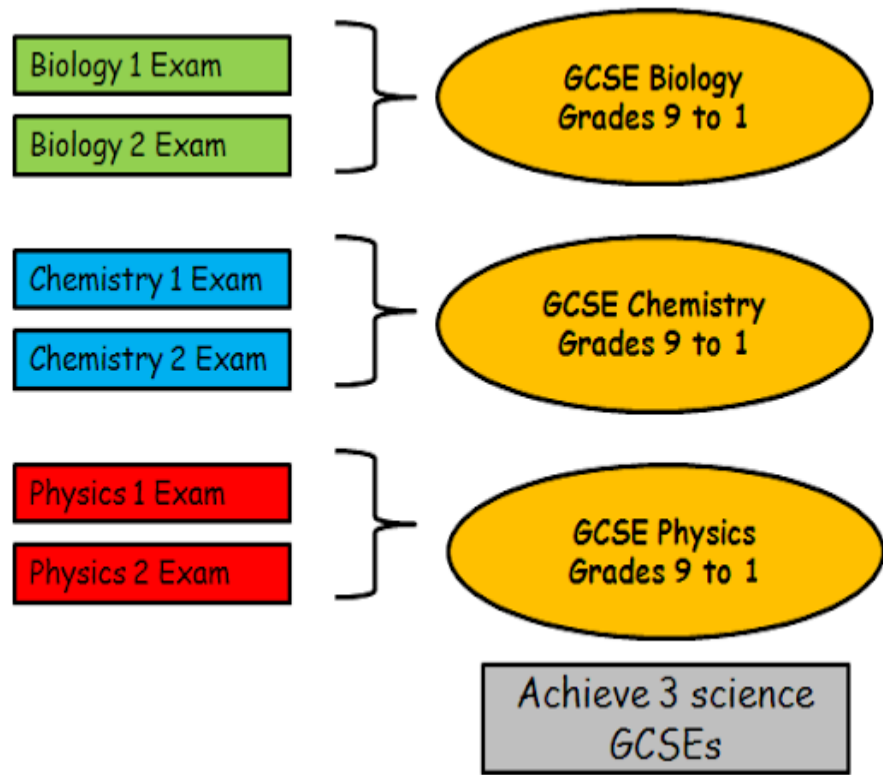 Biology 1 Exam
Biology 2 Exam
GCSE Biology
Grades 9 to 1
Chemistry 1 Exam
Chemistry 2 Exam
GCSE Chemistry
Grades 9 to 1
Physics 1 Exam
Physics 2 Exam
GCSE Physics
Grades 9 to 1
Achieve 3 science
GCSEs